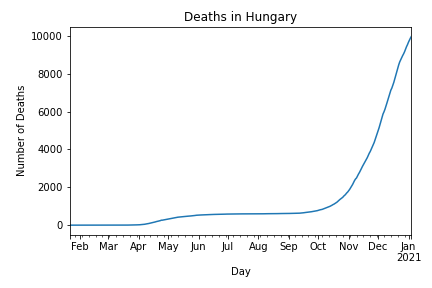 Deaths in Hungary
Number of Deaths
10000
8000
6000
4000
2000
0
Feb Mar Apr May Jun Jul Aug Sep Oct Nov Dec Jan
2021
Day